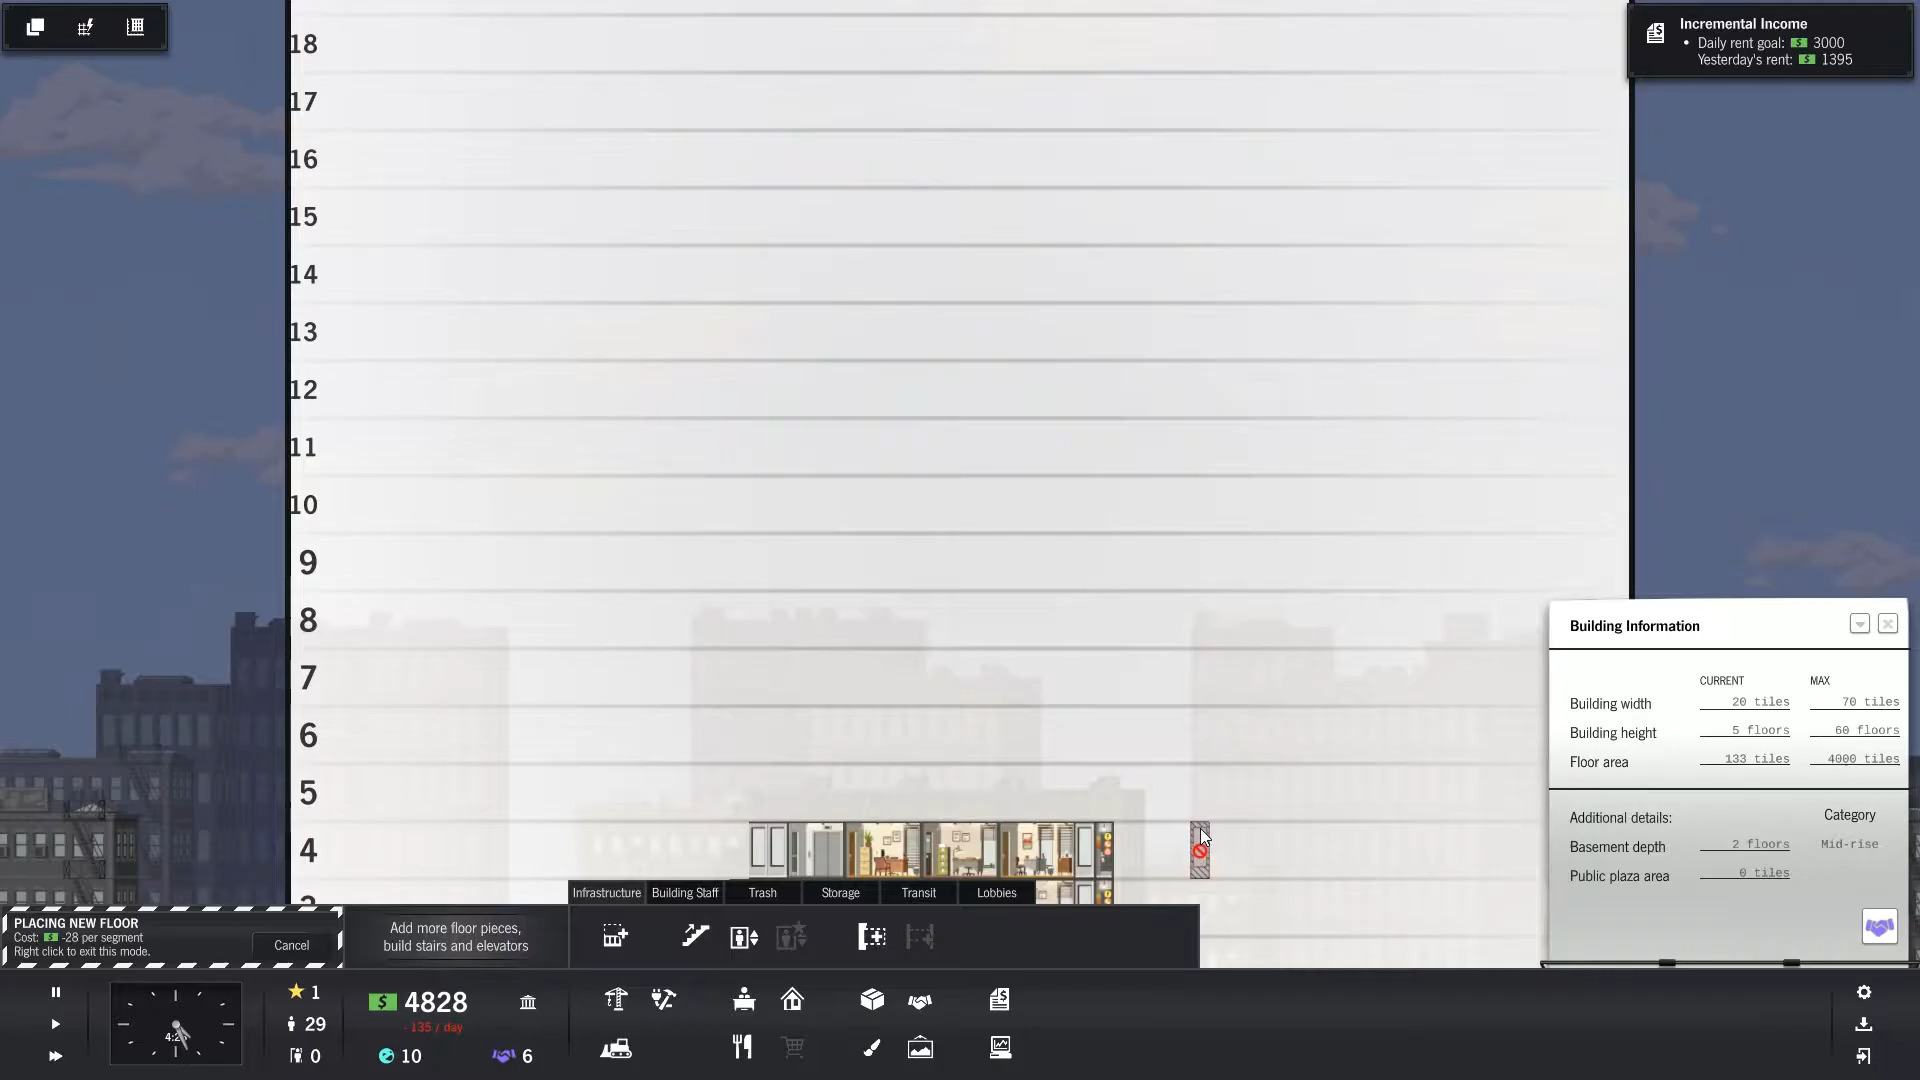 Incremental Income
• Daily rent goal: $ 3000
Yesterday's rent: $ 1395
18
17
16
15
14
13
12
11
10
9
8
7
6
5
4
Building Information
CURRENT MAX
Building width 20 tiles 70 tiles
Building height 5 floors 60 floors
Floor area 133 tiles 4000 tiles
Additional details: Category
Basement depth 2 floors Mid-rise
Public plaza area 0 tiles
Infrastructure Building Staff Trash Storage Transit Lobbies
PLACING NEW FLOOR
Cost: $ -28 per segment
Right click to exit this mode.
Cancel
Add more floor pieces,
build stairs and elevators
1
29
0
$ 4828
- 135 / day
10
6